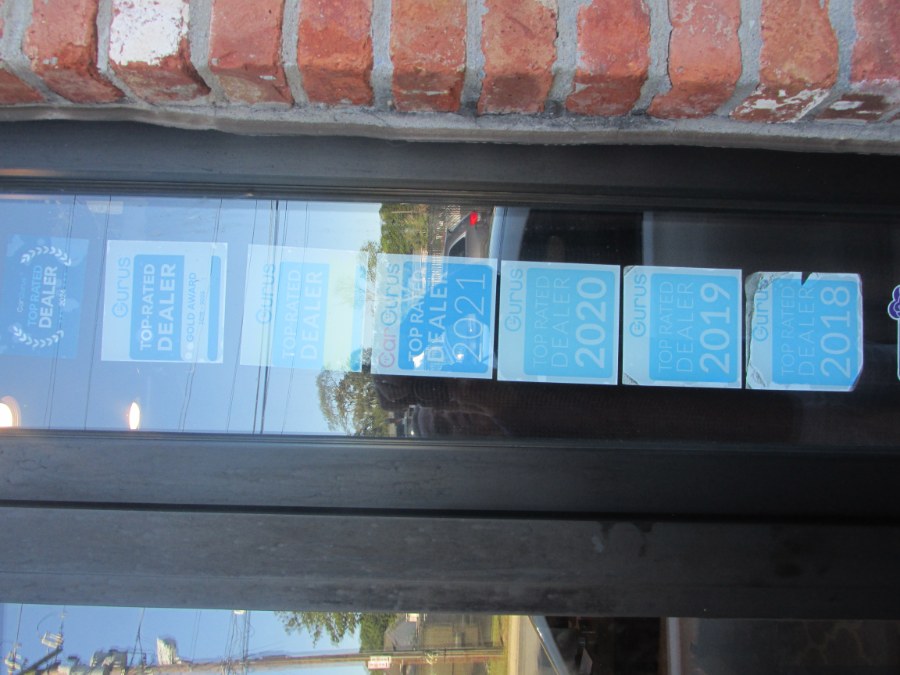 TOP RATED
DEALER
Gurus
TOP-RATED
DEALER
GOLD AWARD
Gurus
TOP RATED
DEALER
CarGurus
TOP RATED
DEALER
2021
Gurus
TOP RATED
DEALER
2020
Gurus
TOP RATED
DEALER
2019
Gurus
TOP RATED
DEALER
2018